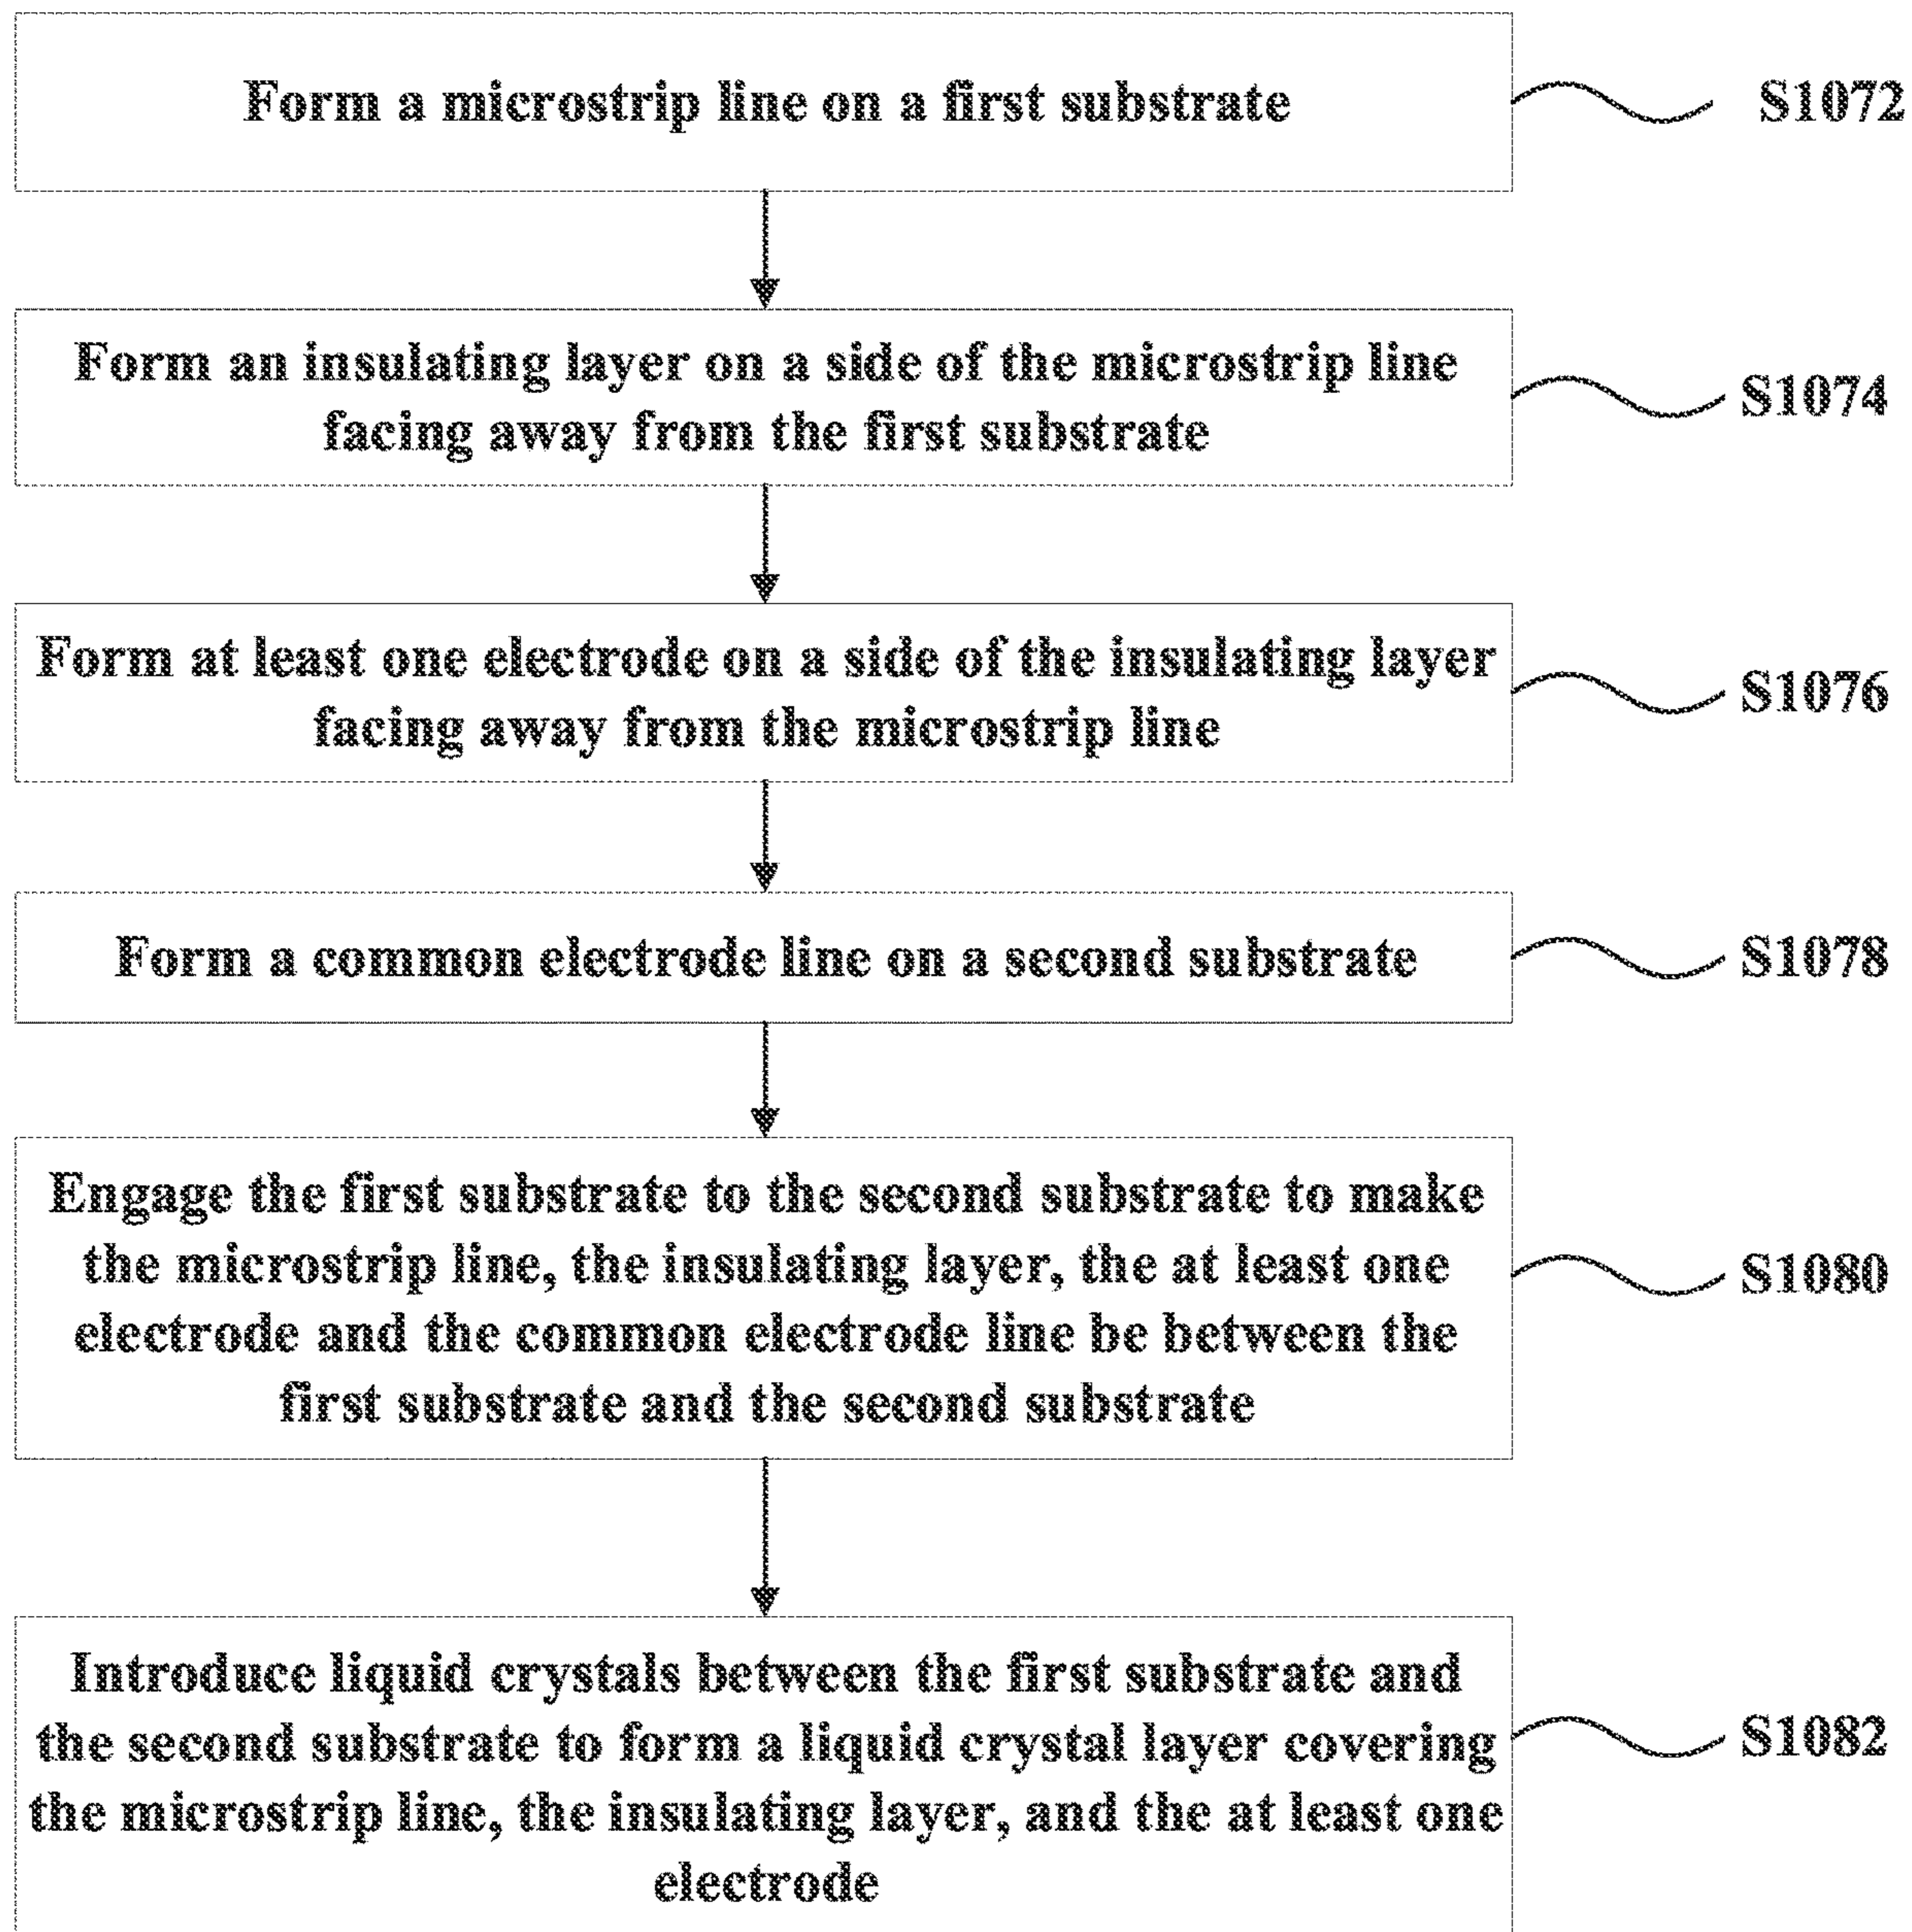 Form a microstrip line on a first substrate
S1072
Form an insulating layer on a side of the microstrip line
facing away from the first substrate
S1074
Form at least one electrode on a side of the insulating layer
facing away from the microstrip line
S1076
Form a common electrode line on a second substrate
S1078
Engage the first substrate to the second substrate to make
the microstrip line, the insulating layer, the at least one
electrode and the common electrode line be between the
first substrate and the second substrate
S1080
Introduce liquid crystals between the first substrate and
the second substrate to form a liquid crystal layer covering
the microstrip line, the insulating layer, and the at least one
electrode
S1082